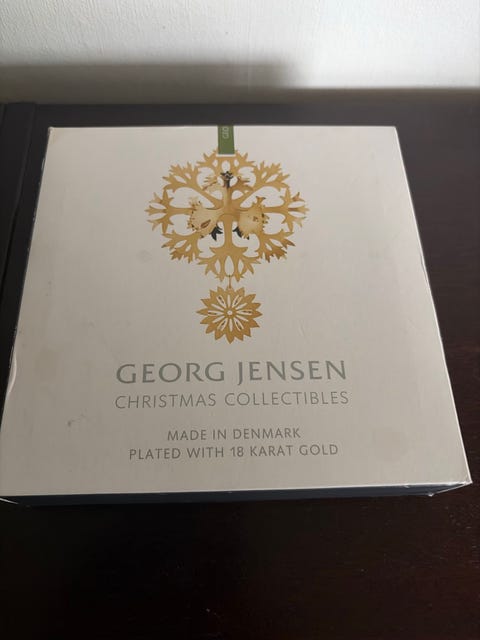 GEORG JENSEN
CHRISTMAS COLLECTIBLES
MADE IN DENMARK
PLATED WITH 18 KARAT GOLD